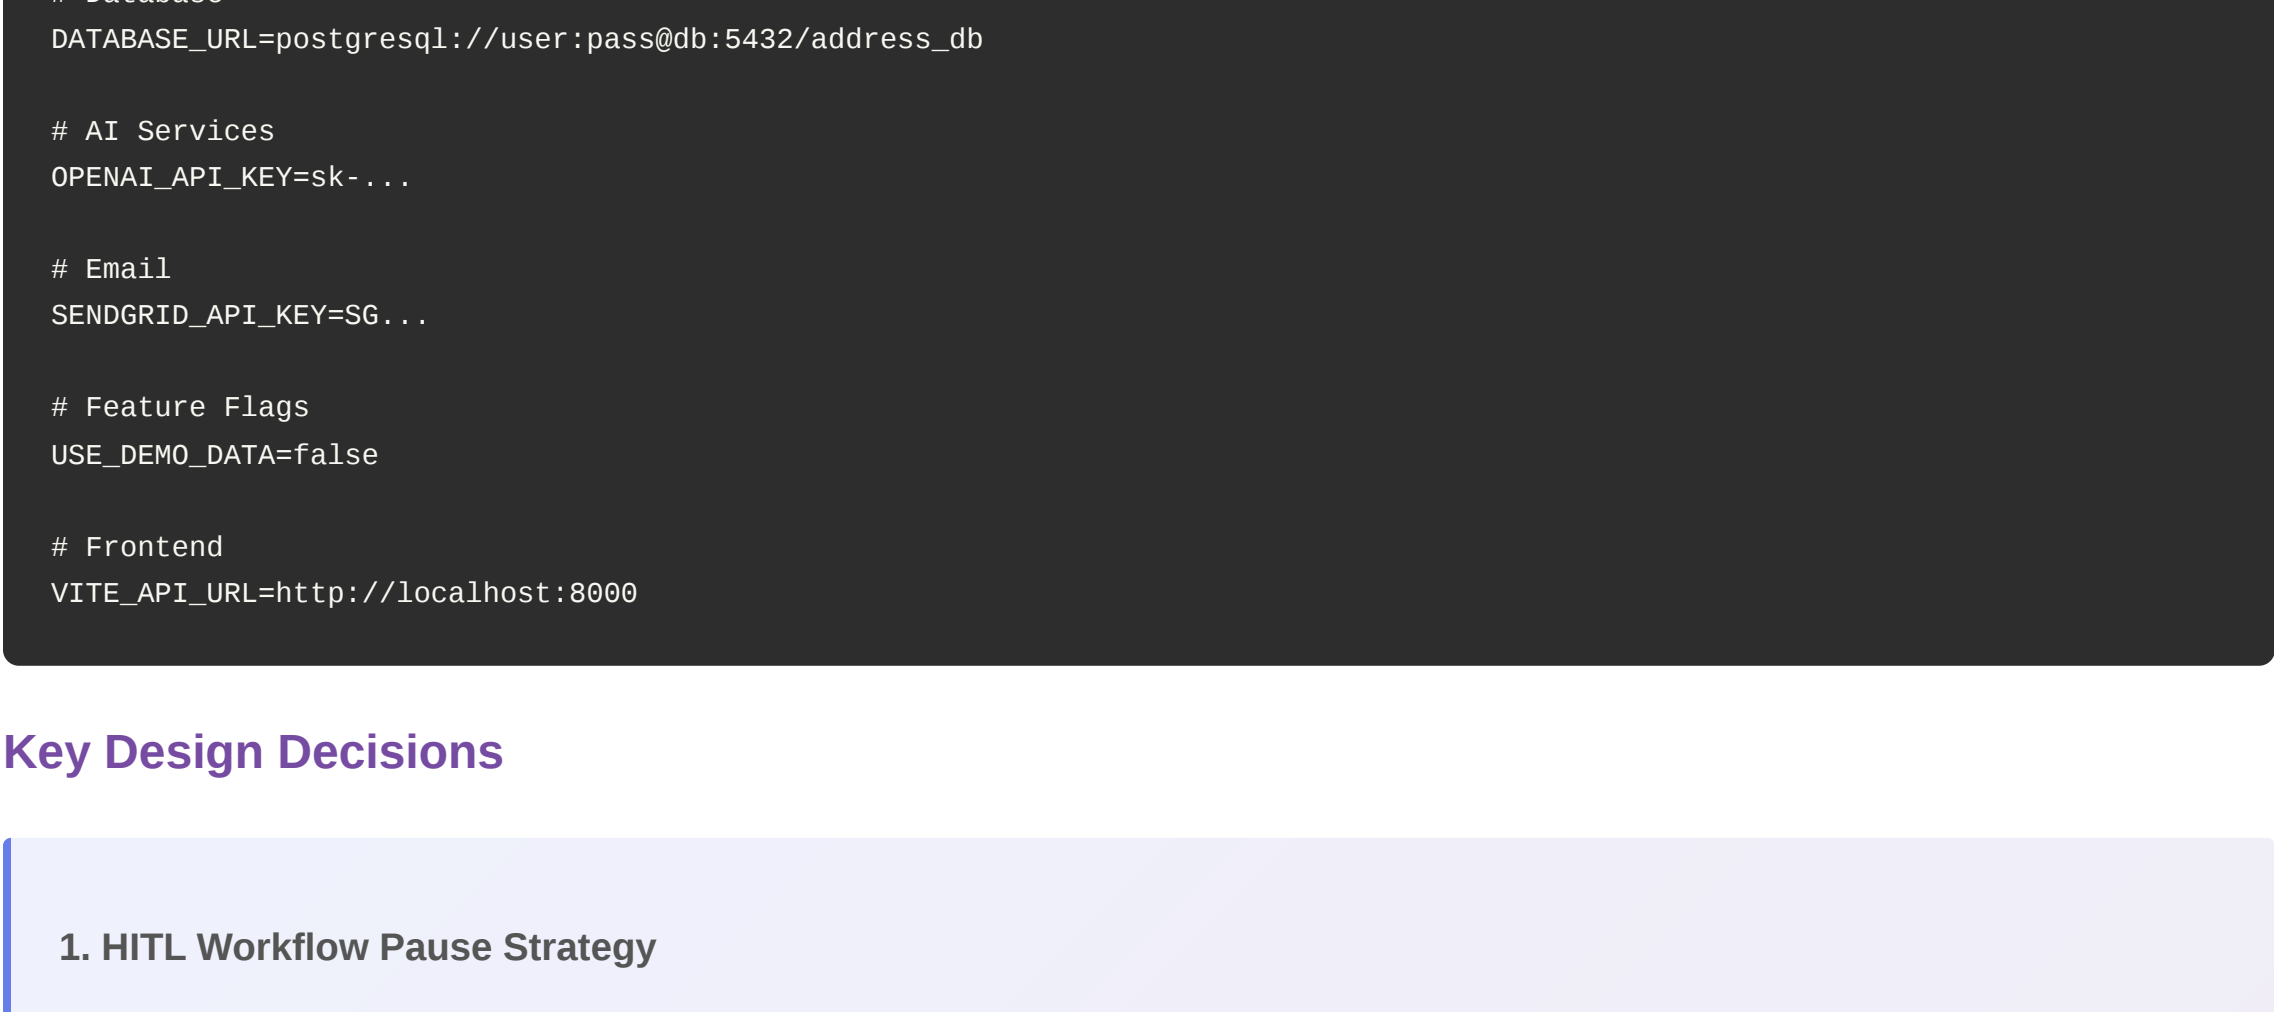 # Database
DATABASE_URL=postgresql://user:pass@db:5432/address_db
# AI Services
OPENAI_API_KEY=sk-...
# Email
SENDGRID_API_KEY=SG...
# Feature Flags
USE_DEMO_DATA=false
# Frontend
VITE_API_URL=http://localhost:8000
Key Design Decisions
1. HITL Workflow Pause Strategy